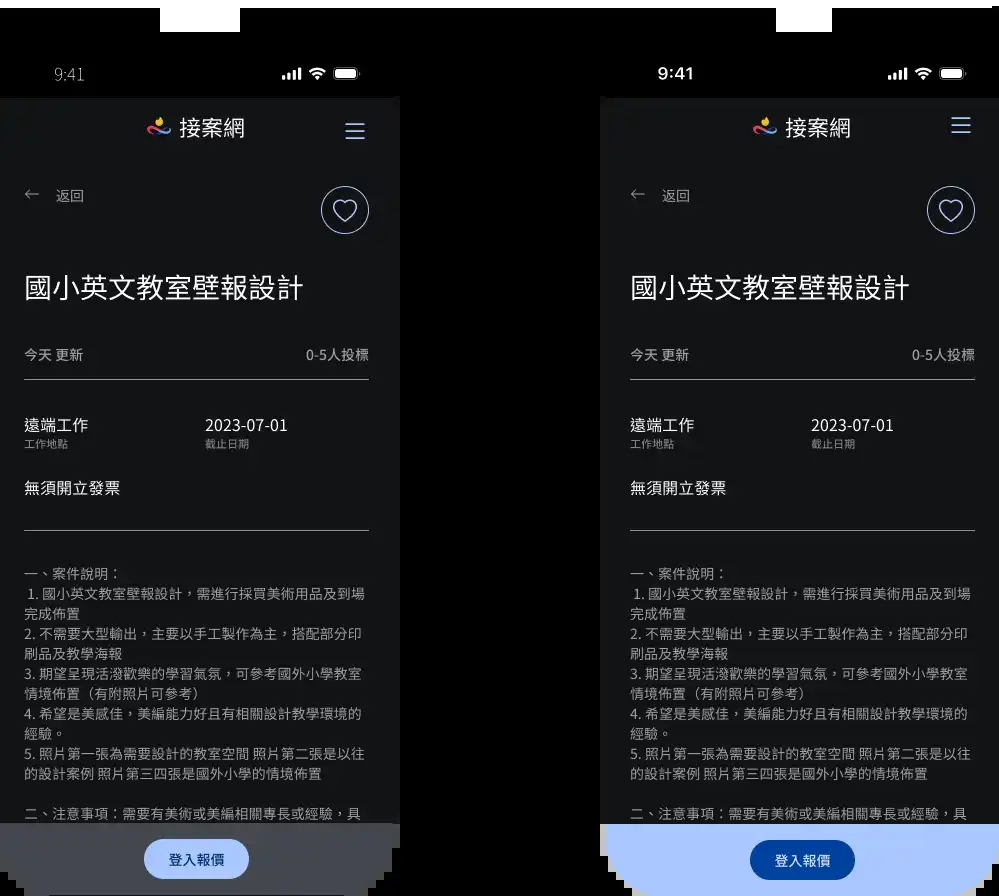 9:41
接案網
返回
國小英文教室壁報設計
今天 更新 0-5人投標
遠端工作 2023-07-01
工作地點 截止日期
無須開立發票
一、案件說明：
1. 國小英文教室壁報設計，需進行採買美術用品及到場
完成佈置
2. 不需要大型輸出，主要以手工製作為主，搭配部分印
刷品及教學海報
3. 期望呈現活潑歡樂的學習氣氛，可參考國外小學教室
情境佈置（有附照片可參考）
4. 希望是美感佳，美編能力好且有相關設計教學環境的
經驗。
5. 照片第一張為需要設計的教室空間 照片第二張是以往
的設計案例 照片第三四張是國外小學的情境佈置
二、注意事項：需要有美術或美編相關專長或經驗，具
登入報價
9:41
接案網
返回
國小英文教室壁報設計
今天 更新 0-5人投標
遠端工作 2023-07-01
工作地點 截止日期
無須開立發票
一、案件說明：
1. 國小英文教室壁報設計，需進行採買美術用品及到場
完成佈置
2. 不需要大型輸出，主要以手工製作為主，搭配部分印
刷品及教學海報
3. 期望呈現活潑歡樂的學習氣氛，可參考國外小學教室
情境佈置（有附照片可參考）
4. 希望是美感佳，美編能力好且有相關設計教學環境的
經驗。
5. 照片第一張為需要設計的教室空間 照片第二張是以往
的設計案例 照片第三四張是國外小學的情境佈置
二、注意事項：需要有美術或美編相關專長或經驗，具
登入報價